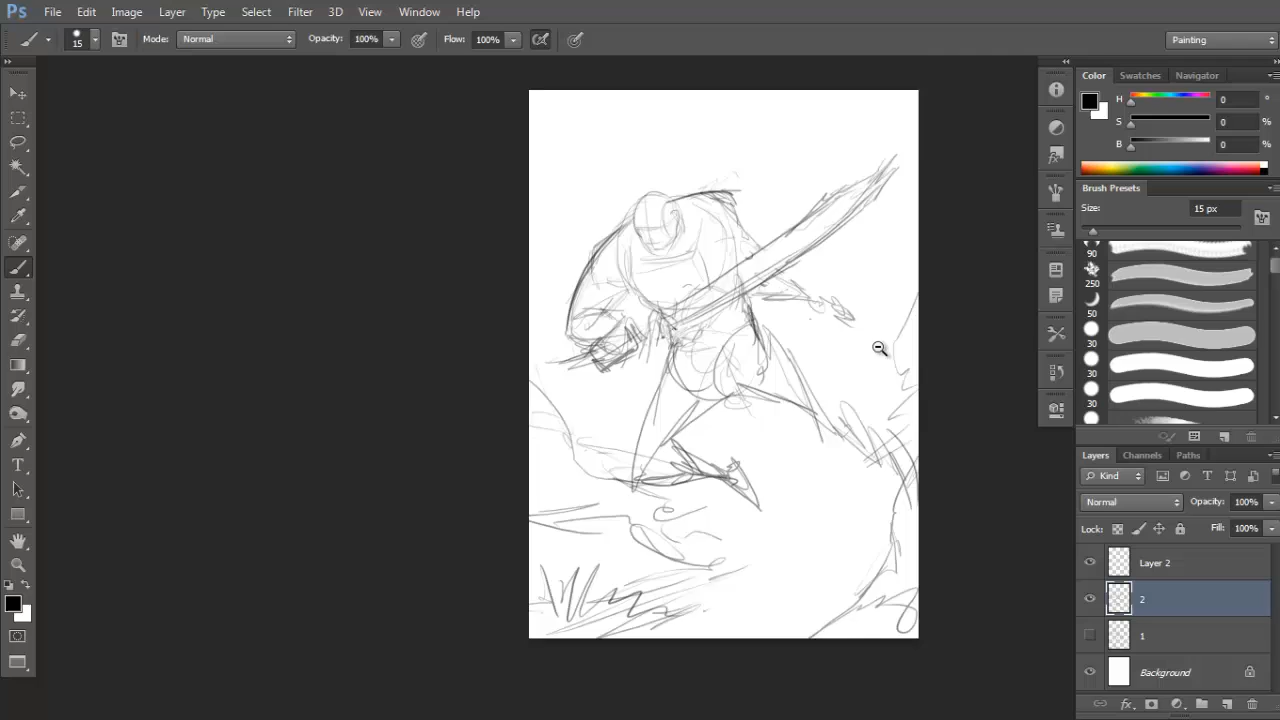 Ps File Edit Image Layer Type Select Filter 3D View Window Help
15 Mode: Normal Opacity: 100% Flow: 100% Painting
Color Swatches Navigator
H 0 °
S 0 %
B 0 %
Brush Presets
Size: 15 px
90
250
50
30
30
30
Layers Channels Paths
Kind
Normal Opacity: 100%
Lock: Fill: 100%
Layer 2
2
1
Background